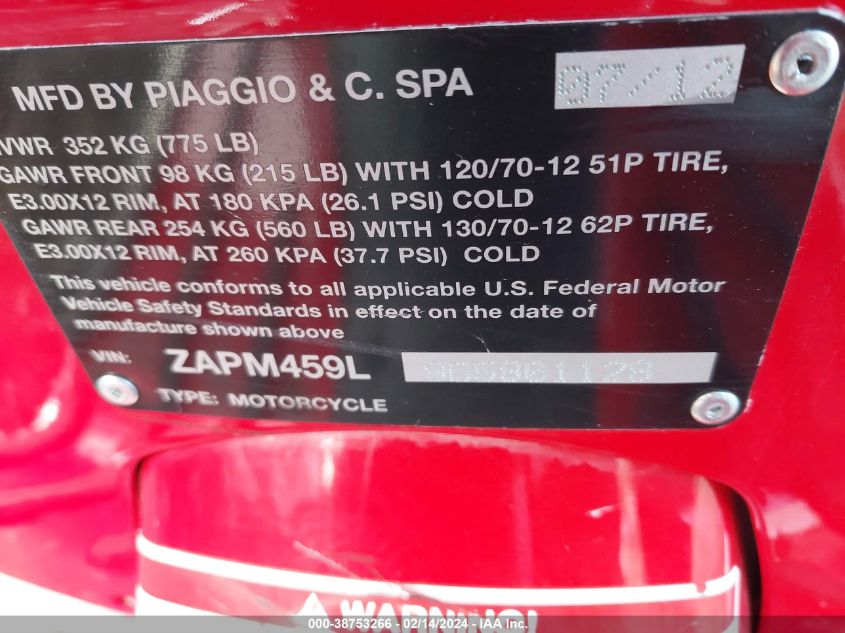 MFD BY PIAGGIO & C. SPA 07/12
VWR 352 KG (775 LB)
GAWR FRONT 98 KG (215 LB) WITH 120/70-12 51P TIRE,
E3.00X12 RIM, AT 180 KPA (26.1 PSI) COLD
GAWR REAR 254 KG (560 LB) WITH 130/70-12 62P TIRE,
E3.00X12 RIM, AT 260 KPA (37.7 PSI) COLD
This vehicle conforms to all applicable U.S. Federal Motor
Vehicle Safety Standards in effect on the date of
manufacture shown above
VIN: ZAPM459L
TYPE: MOTORCYCLE
WARNING!
000-38753266 - 02/14/2024 - IAA Inc.